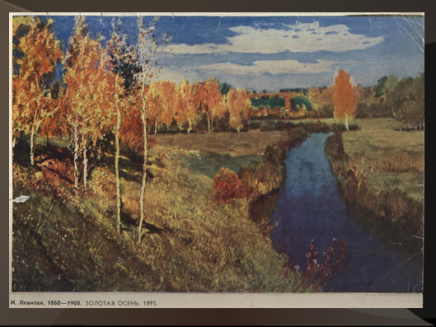 И. Левитан, 1860—1900. ЗОЛОТАЯ ОСЕНЬ. 1895.